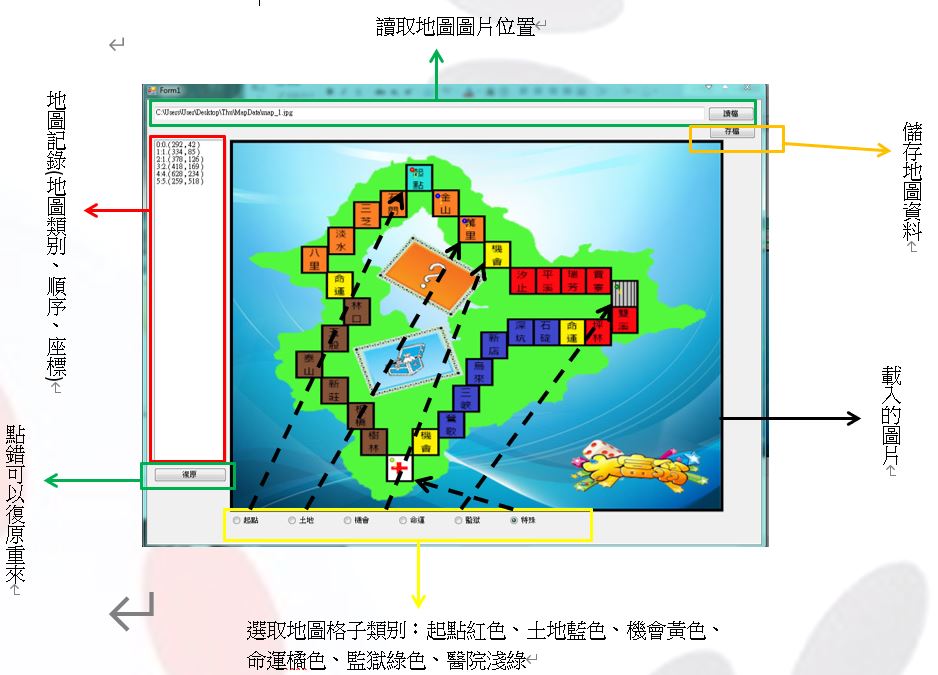 讀取地圖圖片位置
Form1
C:\Users\User\Desktop\Thu\MapData\map_1.jpg
讀檔
存檔
地圖記錄(地圖類別、順序、座標)
0:0.(292,42)
1:1.(334,85)
2:1.(378,126)
3:2.(418,169)
4:4.(628,234)
5:5.(259,518)
儲存地圖資料
起點
金山
三芝
萬里
淡水
機會
八里
命運
汐止
平溪
瑞芳
貢寮
?
林口
雙溪
深坑
石碇
命運
坪林
新店
泰山
烏來
新莊
三峽
鶯歌
樹林
機會
大富翁
載入的圖片
復原
點錯可以復原重來
起點
土地
機會
命運
監獄
特殊
選取地圖格子類別：起點紅色、土地藍色、機會黃色、
命運橘色、監獄綠色、醫院淺綠